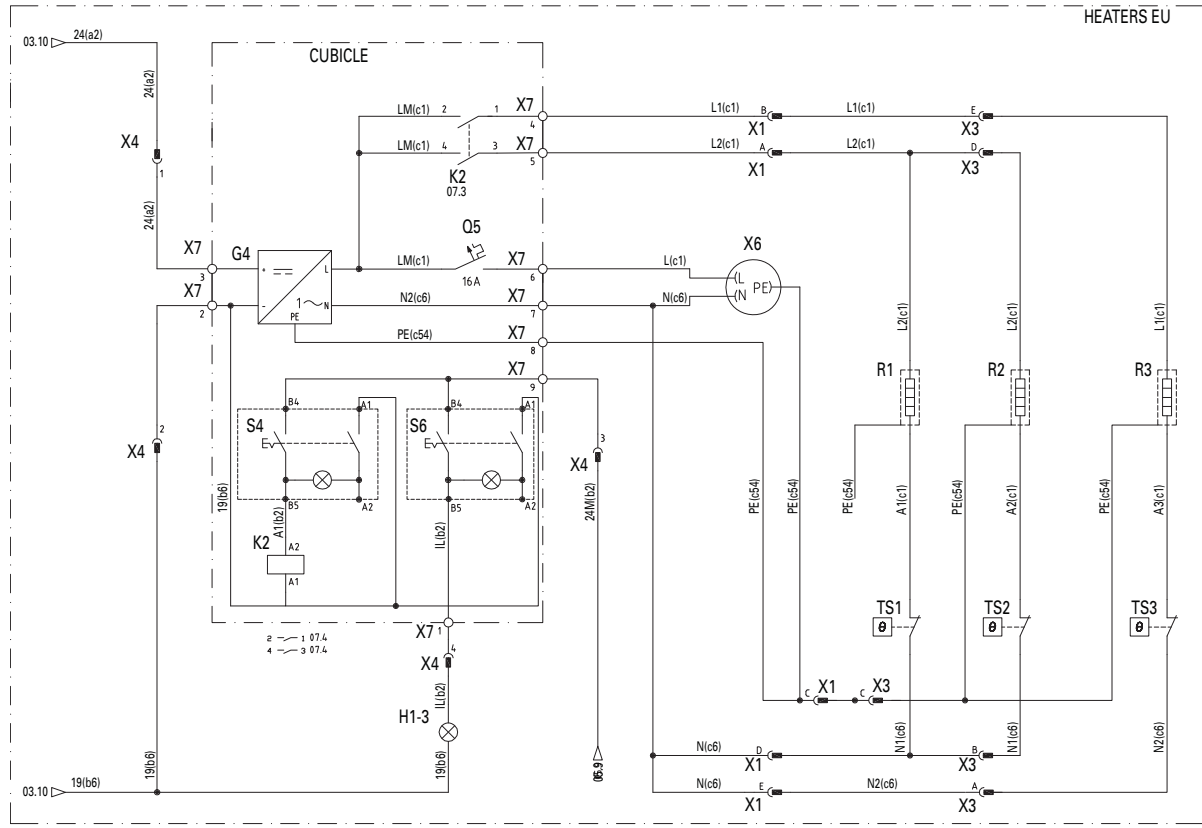 HEATERS EU
03.10 24(a2)
CUBICLE
24(a2)
X4
1
24(a2)
LM(c1) 2 1 X7 4 L1(c1) B X1 L1(c1) E X3
LM(c1) 4 3 X7 5 L2(c1) A X1 L2(c1) D X3
K2
07.3
Q5
X7 3 G4 + L LM(c1) 16A X7 6 L(c1)
X6
L
N
PE
X7 2 - 1 N N2(c6) X7 7 N(c6)
PE
PE(c54) X7 8
X7 9
L2(c1) L2(c1) L1(c1)
R1 R2 R3
B4 A1 B4 A1
S4 S6
B5 A2 B5 A2
2
X4
3
X4
19(b6) A1(b2) IL(b2) 24M(b2)
PE(c54) PE(c54) PE(c54) A1(c1) PE(c54) A2(c1) PE(c54) A3(c1)
K2 A2
A1
TS1 TS2 TS3
θ θ θ
2 1 07.4
4 3 07.4
X7 1
4
X4
IL(b2)
C X1 C X3
H1-3
N1(c6) N1(c6) N2(c6)
19(b6) 19(b6)
N(c6) D X1 B X3
03.10 19(b6)
N(c6) E X1 N2(c6) A X3